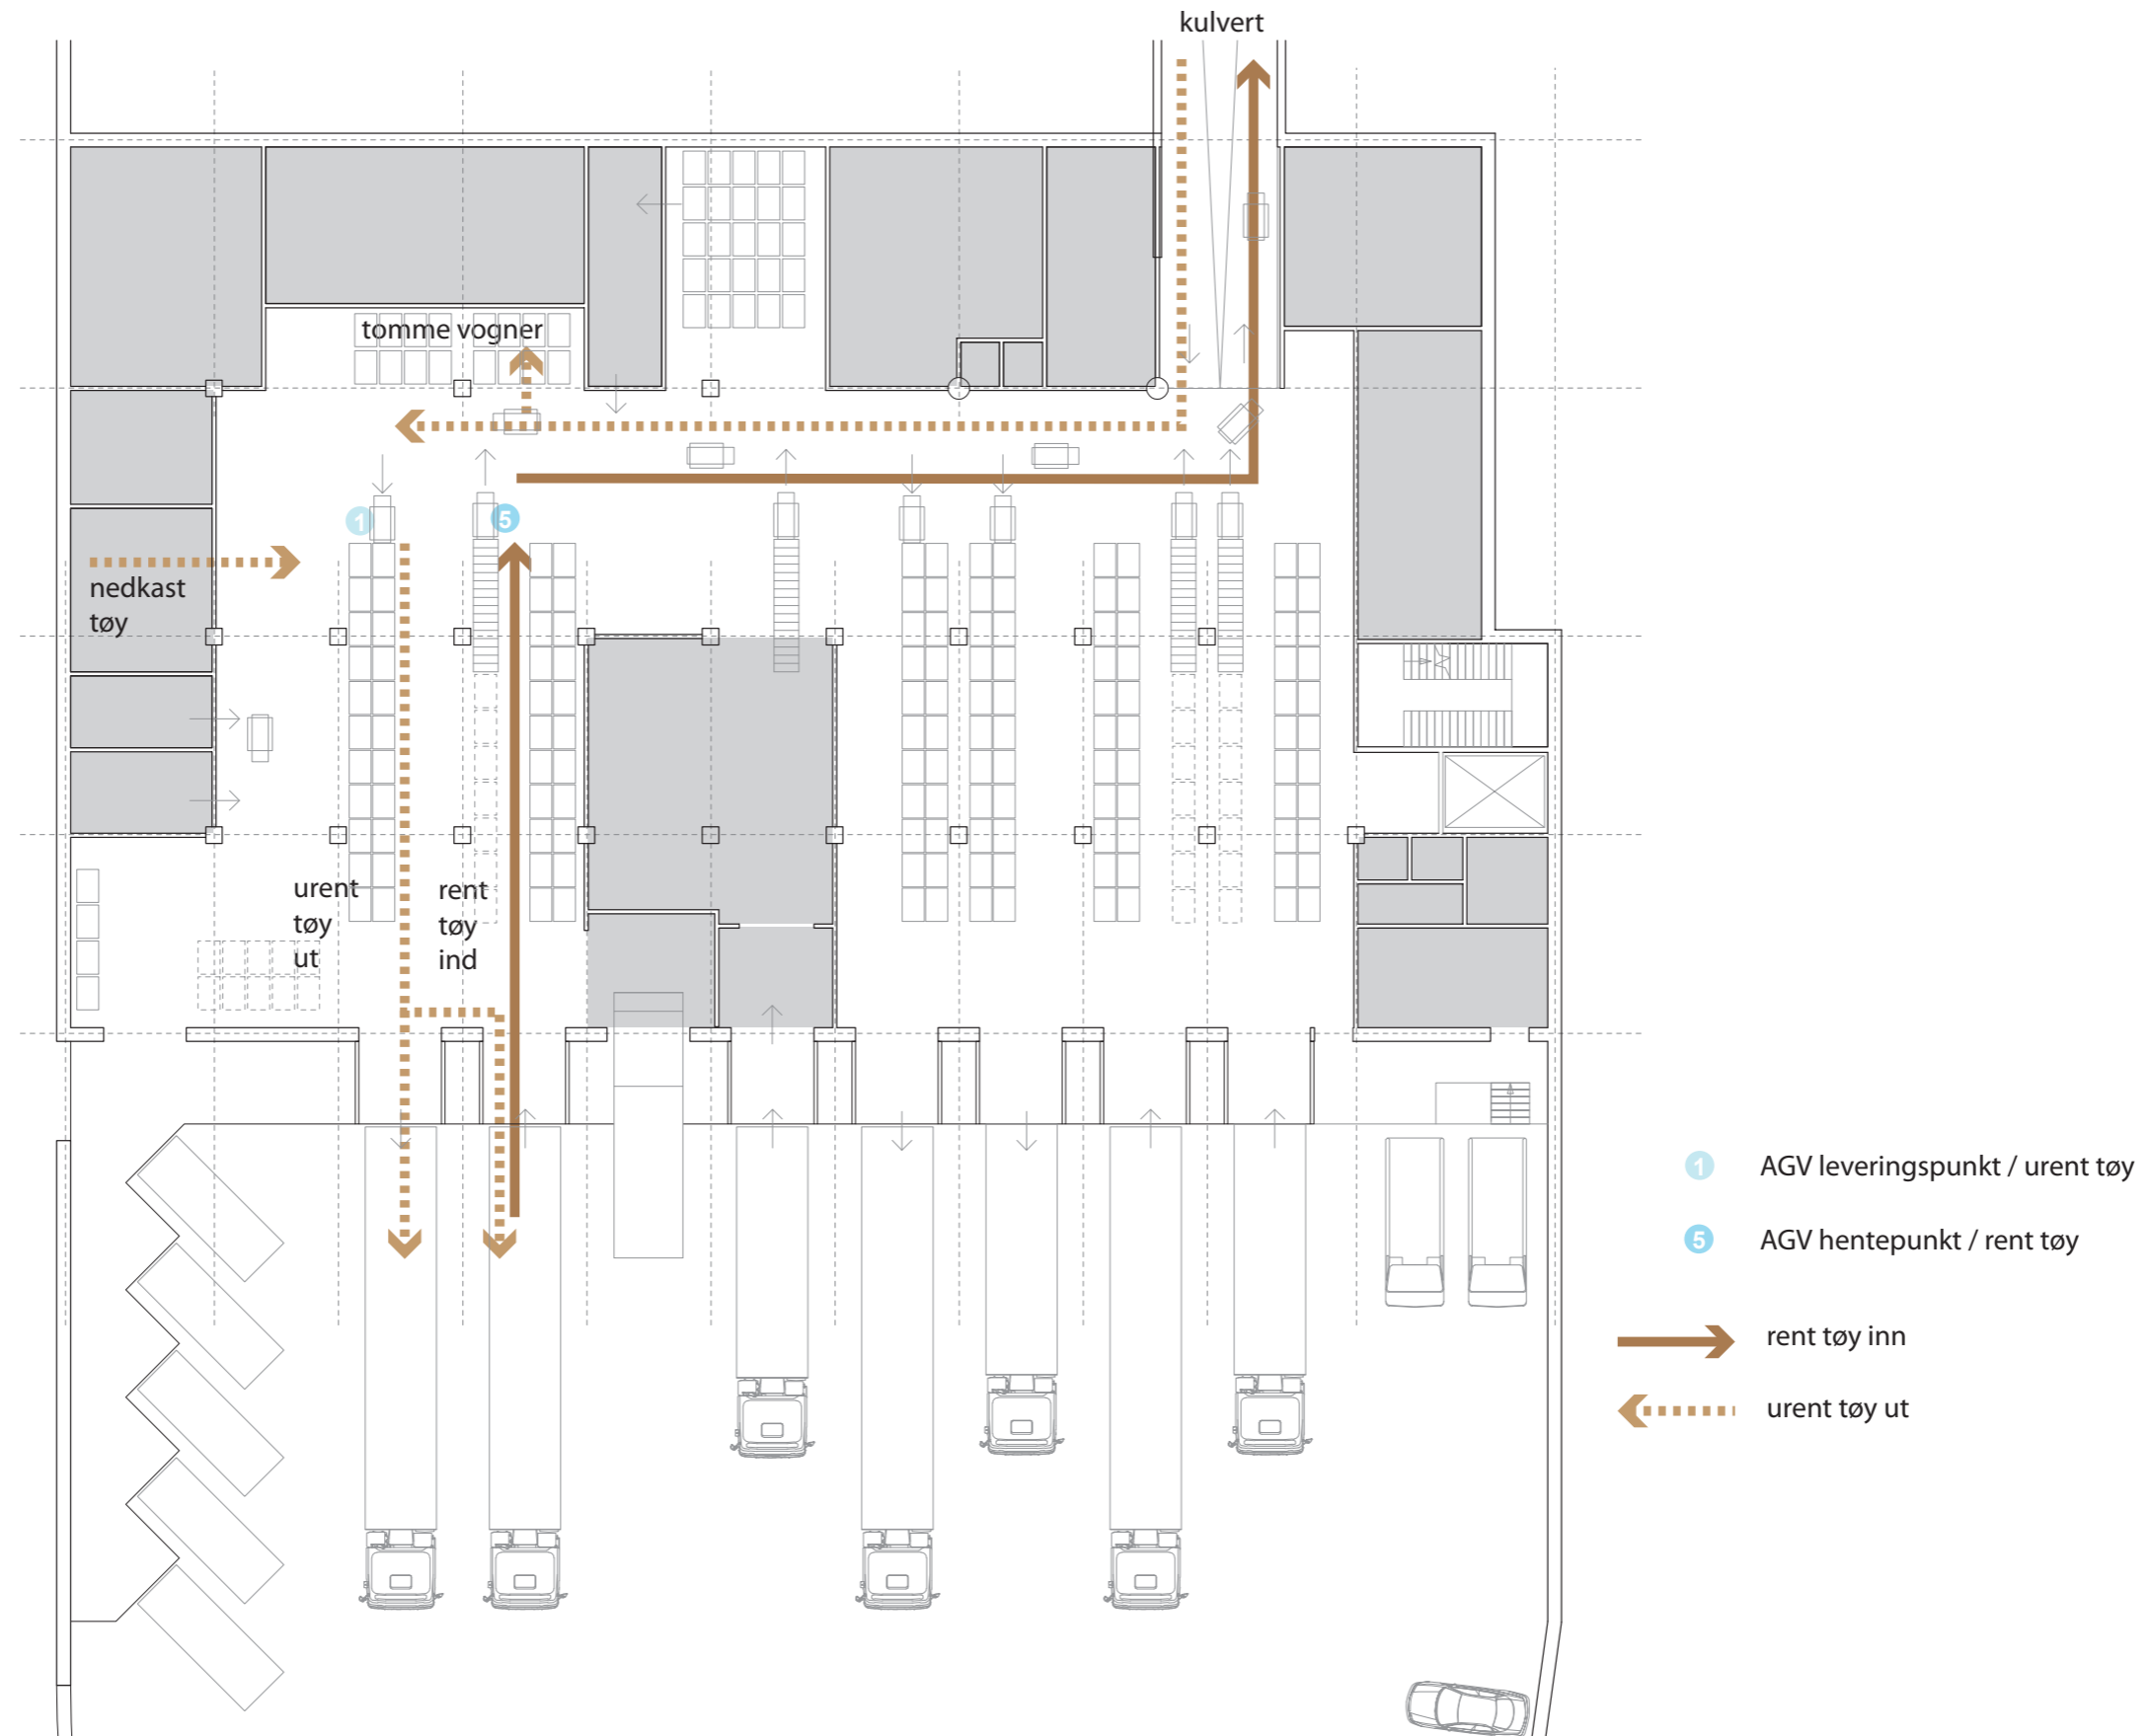 kulvert
tomme vogner
1
5
nedkast
tøy
urent
tøy
ut
rent
tøy
ind
1 AGV leveringspunkt / urent tøy
5 AGV hentepunkt / rent tøy
rent tøy inn
urent tøy ut